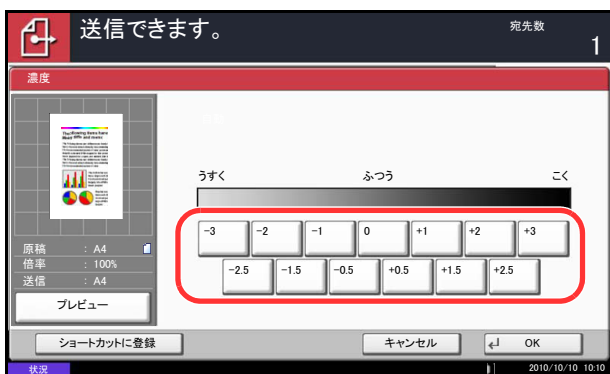 送信できます。
宛先数
1
濃度
うすく ふつう こく
-3 -2 -1 0 +1 +2 +3
-2.5 -1.5 -0.5 +0.5 +1.5 +2.5
原稿 : A4
倍率 : 100%
送信 : A4
プレビュー
ショートカットに登録 キャンセル OK
状況 2010/10/10 10:10